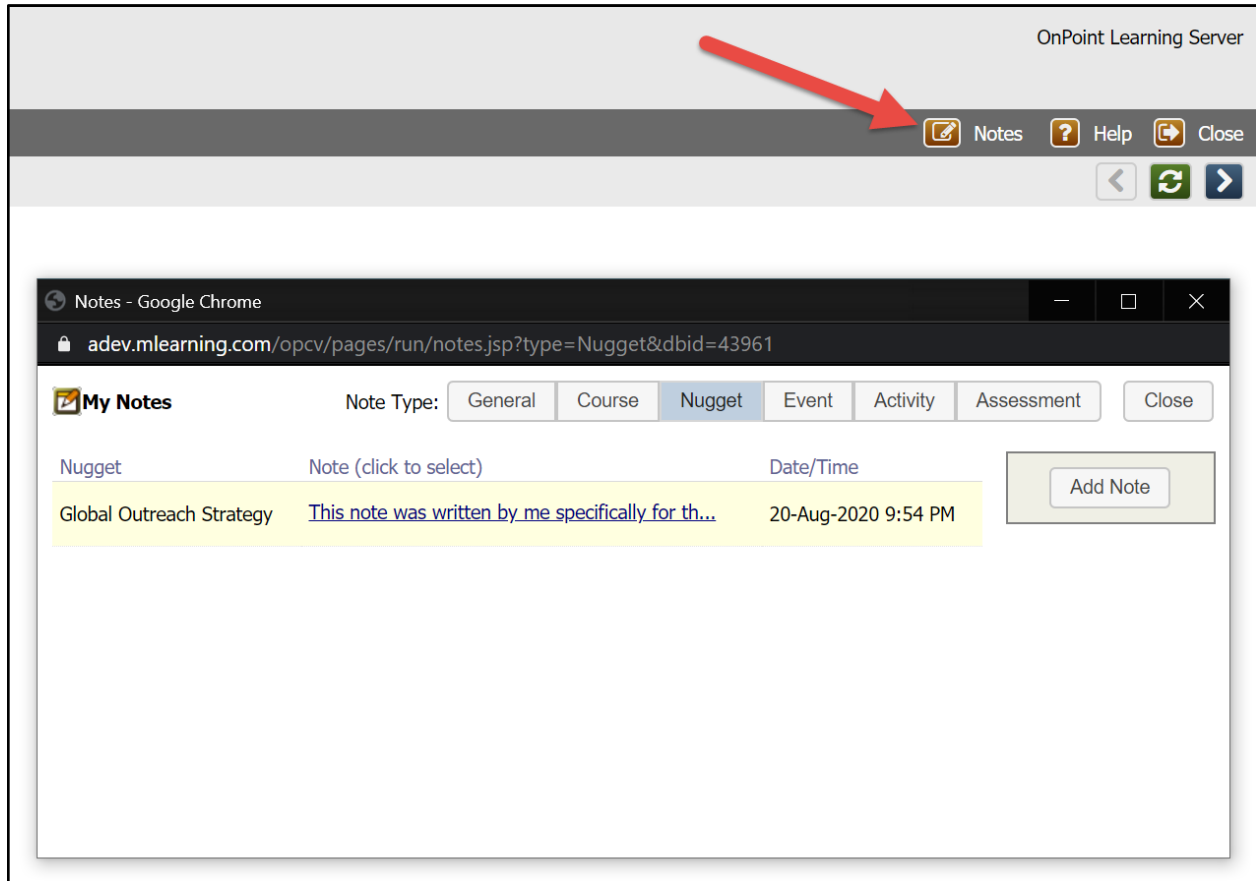 OnPoint Learning Server
Notes ? Help Close
Notes - Google Chrome
adev.mlearning.com/opcv/pages/run/notes.jsp?type=Nugget&dbid=43961
My Notes Note Type: General Course Nugget Event Activity Assessment Close
Nugget Note (click to select) Date/Time
Add Note
Global Outreach Strategy This note was written by me specifically for th... 20-Aug-2020 9:54 PM